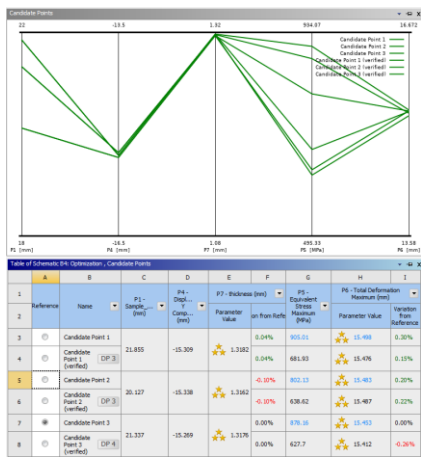 Candidate Points
22 -13.5 1.32 934.07 16.672
Candidate Point 1
Candidate Point 2
Candidate Point 3
Candidate Point 1 (verified)
Candidate Point 2 (verified)
Candidate Point 3 (verified)
18 -16.5 1.08 495.33 13.58
P1 [mm] P4 [mm] P7 [mm] P5 [MPa] P6 [mm]
Table of Schematic B4: Optimization , Candidate Points
A B C D E F G H I
1 Reference Name P1 - Sample_... (mm) P4 - Displ... Y Comp... (mm) P7 - thickness (mm) P5 - Equivalent Stress Maximum (MPa) P6 - Total Deformation Maximum (mm)
2 Parameter Value on from Refe Parameter Value Variation from Reference
3 Candidate Point 1 21.855 -15.309 1.3182 0.04% 905.01 15.498 0.30%
4 Candidate Point 1 (verified) DP 3 0.04% 681.93 15.476 0.15%
5 Candidate Point 2 20.127 -15.338 1.3162 -0.10% 802.13 15.483 0.20%
6 Candidate Point 2 (verified) DP 3 -0.10% 638.62 15.487 0.22%
7 Candidate Point 3 21.337 -15.269 1.3176 0.00% 878.16 15.453 0.00%
8 Candidate Point 3 (verified) DP 4 0.00% 627.7 15.412 -0.26%